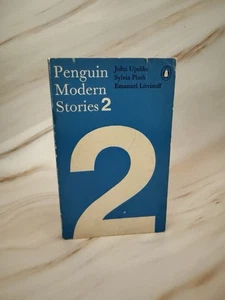 Penguin
Modern
Stories 2
John Updike
Sylvia Plath
Emanuel Litvinoff
2